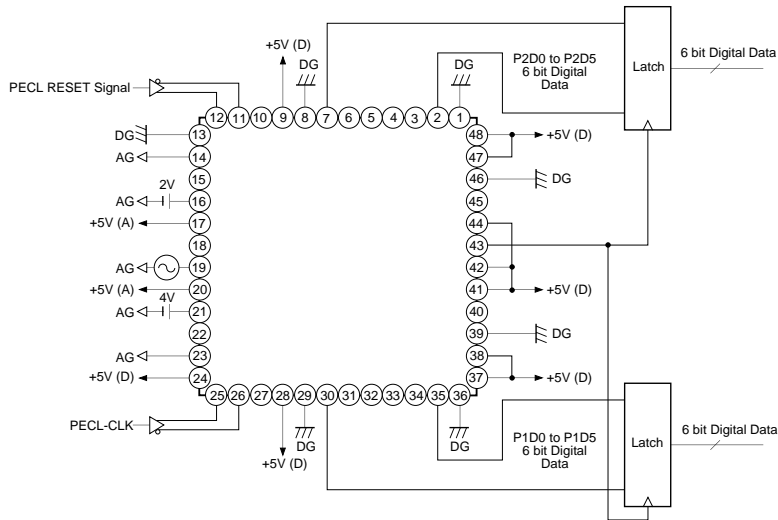 +5V (D)
DG
P2D0 to P2D5
6 bit Digital
Data
DG
Latch
6 bit Digital Data
PECL RESET Signal
12 11 10 9 8 7 6 5 4 3 2 1
DG 13
48 +5V (D)
AG 14
47
15
46 DG
AG 2V 16
45
+5V (A) 17
44
18
43
AG 19
42
+5V (A) 20
41 +5V (D)
AG 4V 21
40
22
39 DG
AG 23
38
+5V (D) 24
37 +5V (D)
25 26 27 28 29 30 31 32 33 34 35 36
PECL-CLK
+5V (D)
DG
DG
P1D0 to P1D5
6 bit Digital
Data
Latch
6 bit Digital Data